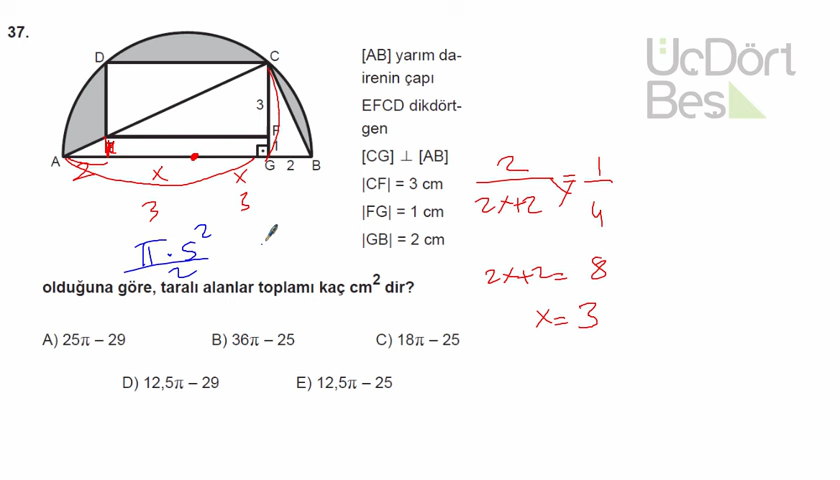 37.
D
C
3
F
1
A
G
2
B
2
x
x
3
3
[AB] yarım da-
irenin çapı
EFCD dikdört-
gen
[CG] ⊥ [AB]
|CF| = 3 cm
|FG| = 1 cm
|GB| = 2 cm
ÜçDört
Beş
2/(2x+2) = 1/4
2x+2 = 8
x = 3
π · 5²/2
olduğuna göre, taralı alanlar toplamı kaç cm² dir?
A) 25π – 29
B) 36π – 25
C) 18π – 25
D) 12,5π – 29
E) 12,5π – 25